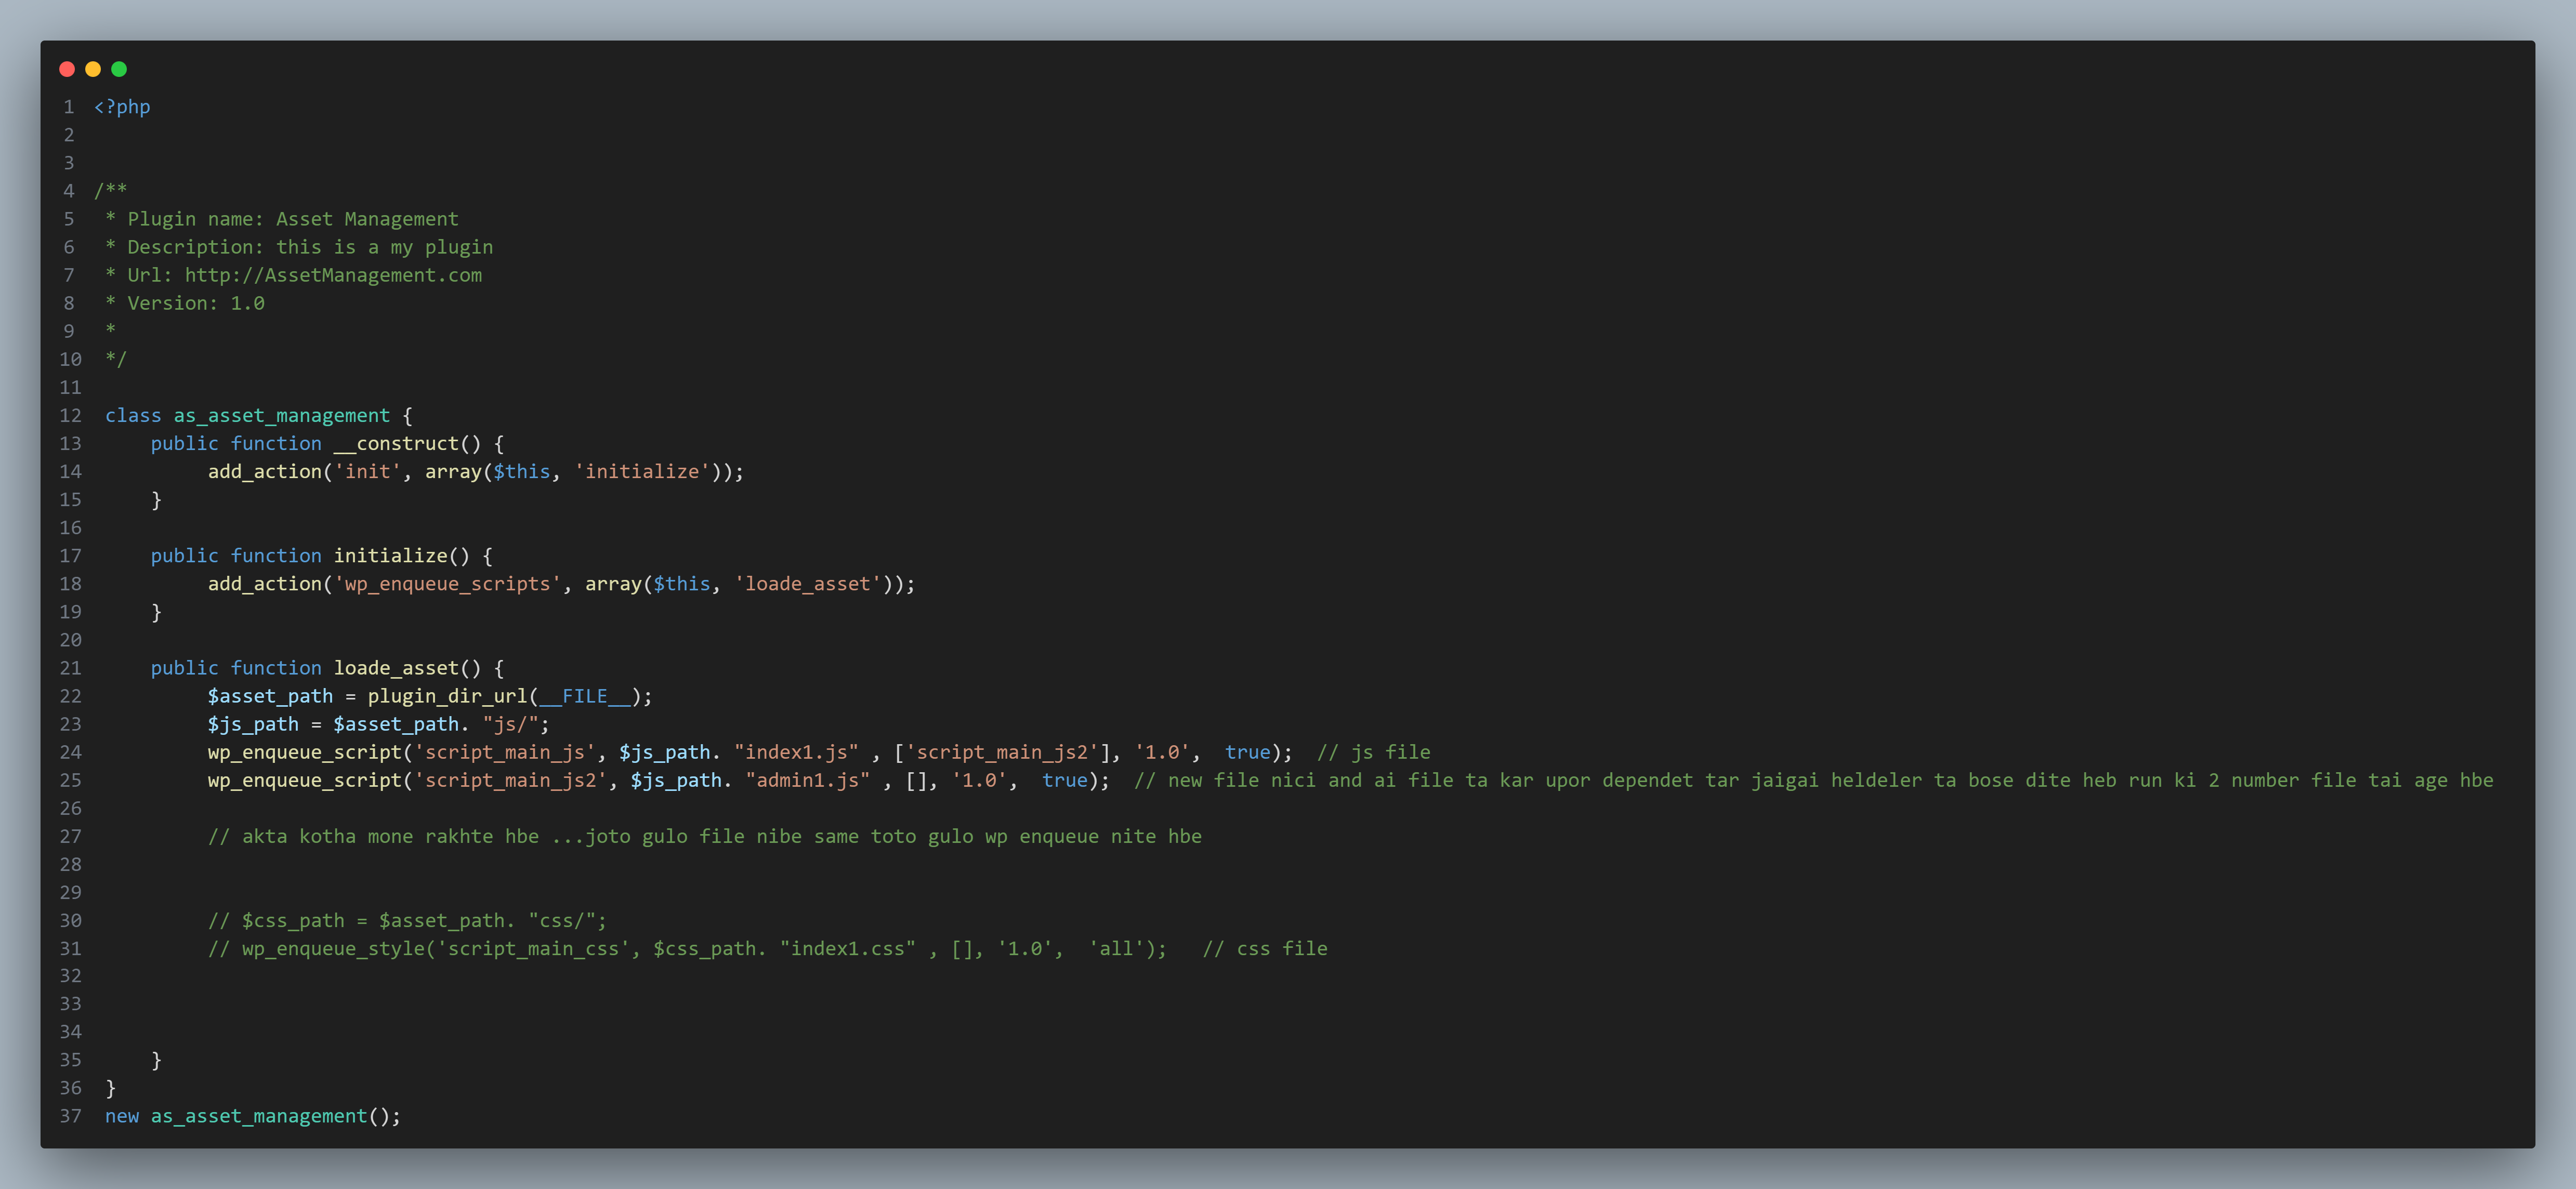 1 <?php
2
3
4 /**
5  * Plugin name: Asset Management
6  * Description: this is a my plugin
7  * Url: http://AssetManagement.com
8  * Version: 1.0
9  *
10  */
11
12  class as_asset_management {
13      public function __construct() {
14           add_action('init', array($this, 'initialize'));
15      }
16
17      public function initialize() {
18           add_action('wp_enqueue_scripts', array($this, 'loade_asset'));
19      }
20
21      public function loade_asset() {
22           $asset_path = plugin_dir_url(__FILE__);
23           $js_path = $asset_path. "js/";
24           wp_enqueue_script('script_main_js', $js_path. "index1.js" , ['script_main_js2'], '1.0',  true);  // js file
25           wp_enqueue_script('script_main_js2', $js_path. "admin1.js" , [], '1.0',  true);  // new file nici and ai file ta kar upor dependet tar jaigai heldeler ta bose dite heb run ki 2 number file tai age hbe
26
27           // akta kotha mone rakhte hbe ...joto gulo file nibe same toto gulo wp enqueue nite hbe
28
29
30           // $css_path = $asset_path. "css/";
31           // wp_enqueue_style('script_main_css', $css_path. "index1.css" , [], '1.0',  'all');   // css file
32
33
34
35      }
36  }
37  new as_asset_management();